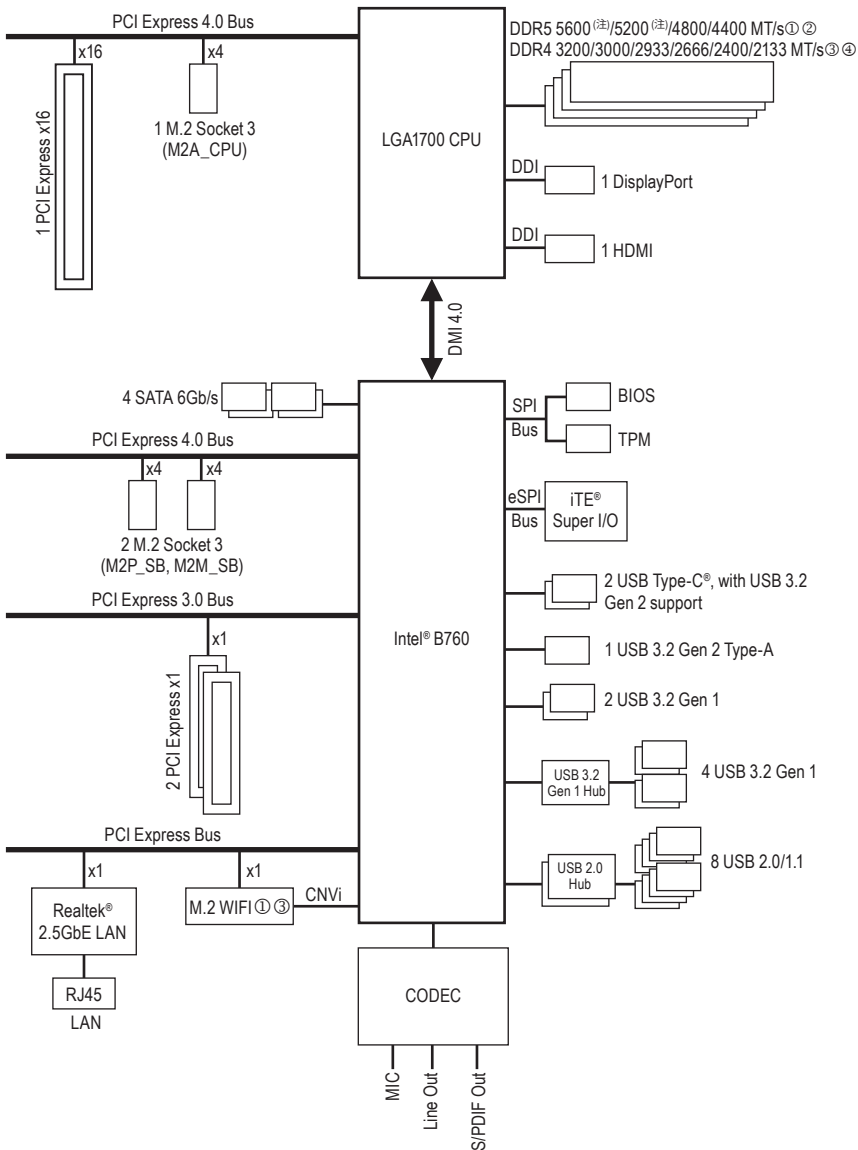 PCI Express 4.0 Bus
x16
x4
1 PCI Express x16
1 M.2 Socket 3
(M2A_CPU)
LGA1700 CPU
DDR5 5600 (注)/5200 (注)/4800/4400 MT/s① ②
DDR4 3200/3000/2933/2666/2400/2133 MT/s③ ④
DDI
1 DisplayPort
DDI
1 HDMI
DMI 4.0
4 SATA 6Gb/s
PCI Express 4.0 Bus
x4
x4
2 M.2 Socket 3
(M2P_SB, M2M_SB)
PCI Express 3.0 Bus
x1
2 PCI Express x1
PCI Express Bus
x1
x1
Realtek®
2.5GbE LAN
M.2 WIFI① ③
CNVi
RJ45
LAN
Intel® B760
SPI
Bus
BIOS
TPM
eSPI
Bus
iTE®
Super I/O
2 USB Type-C®, with USB 3.2
Gen 2 support
1 USB 3.2 Gen 2 Type-A
2 USB 3.2 Gen 1
USB 3.2
Gen 1 Hub
4 USB 3.2 Gen 1
USB 2.0
Hub
8 USB 2.0/1.1
CODEC
MIC
Line Out
S/PDIF Out